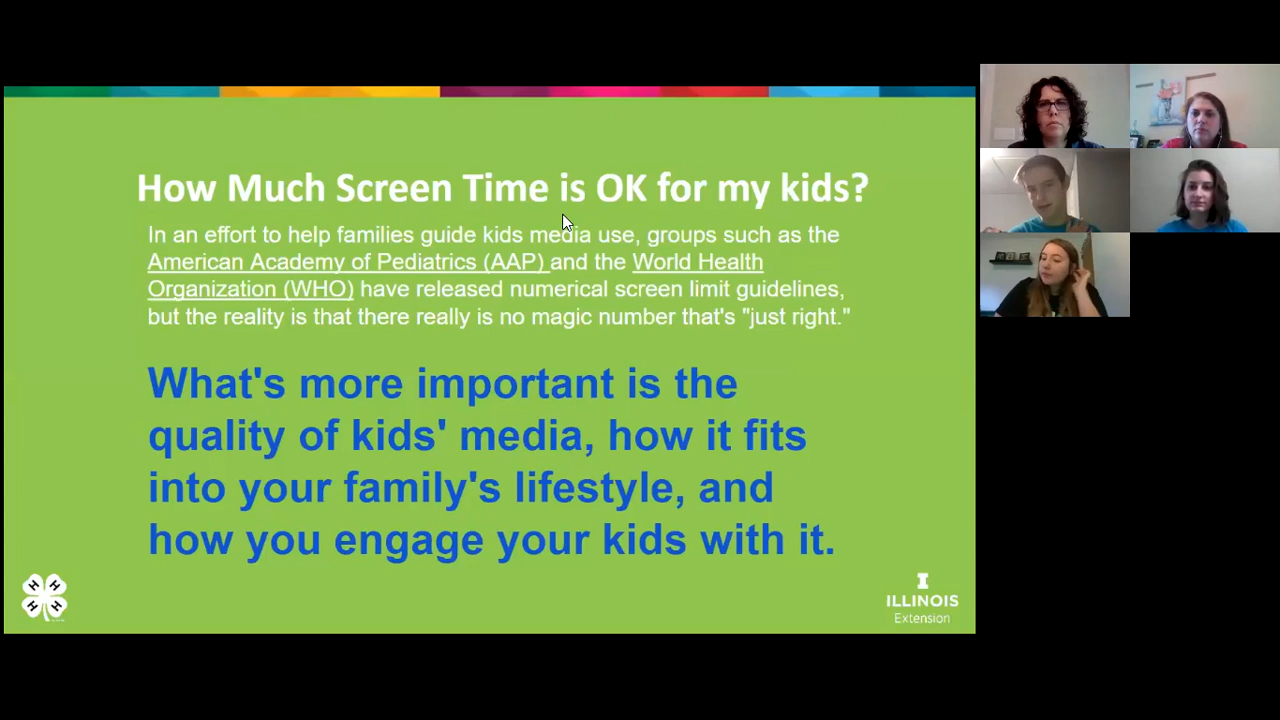 How Much Screen Time is OK for my kids?
In an effort to help families guide kids media use, groups such as the
American Academy of Pediatrics (AAP) and the World Health
Organization (WHO) have released numerical screen limit guidelines,
but the reality is that there really is no magic number that's "just right."
What's more important is the
quality of kids' media, how it fits
into your family's lifestyle, and
how you engage your kids with it.
H H
H H
I
ILLINOIS
Extension